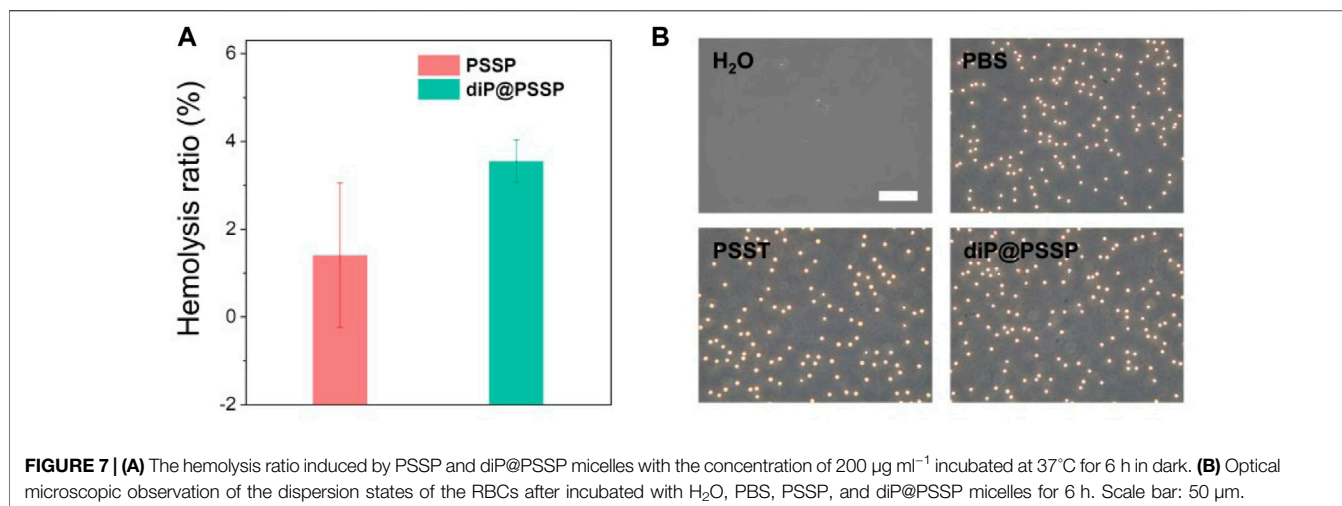 A
Hemolysis ratio (%)
6
4
2
0
-2
PSSP
diP@PSSP
B
H₂O
PBS
PSST
diP@PSSP
FIGURE 7 | (A) The hemolysis ratio induced by PSSP and diP@PSSP micelles with the concentration of 200 μg ml⁻¹ incubated at 37°C for 6 h in dark. (B) Optical
microscopic observation of the dispersion states of the RBCs after incubated with H₂O, PBS, PSSP, and diP@PSSP micelles for 6 h. Scale bar: 50 μm.